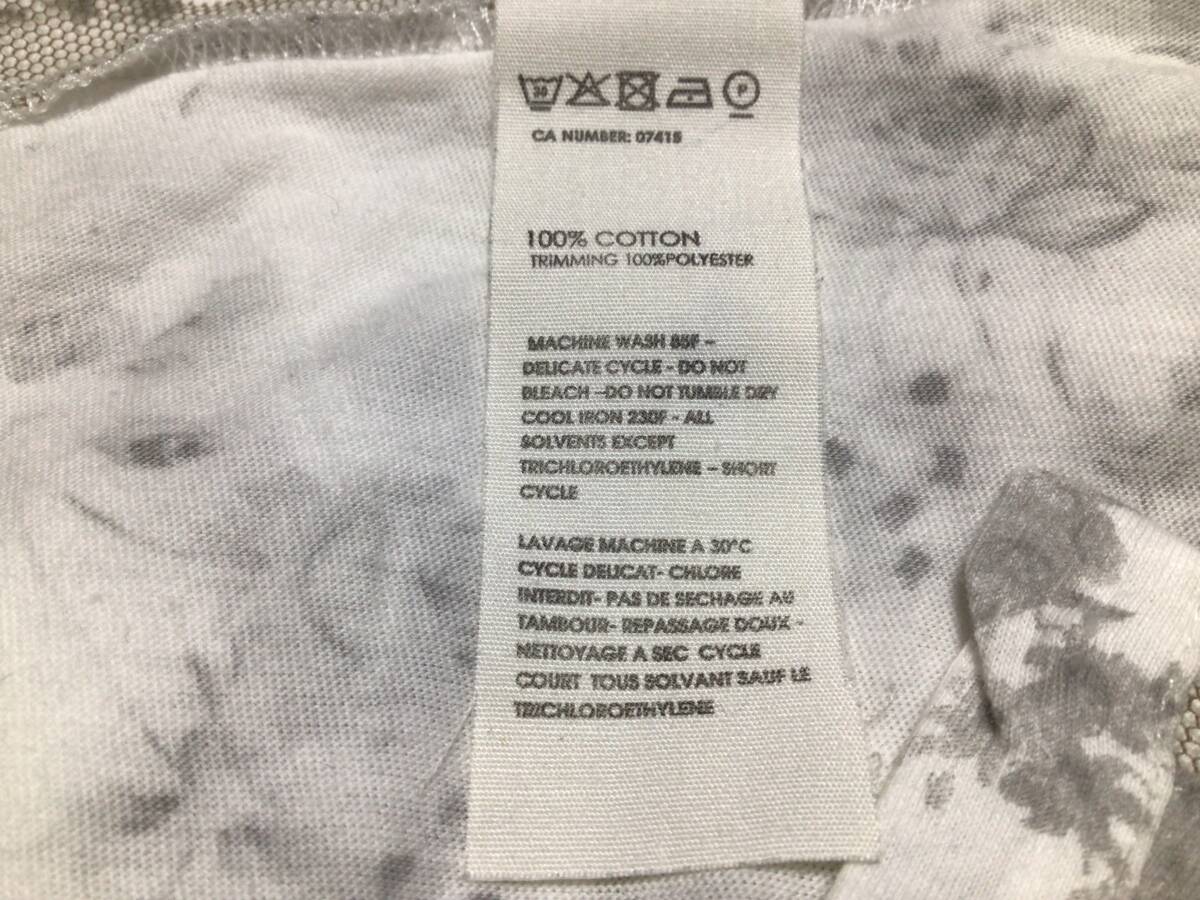 30 P
CA NUMBER: 07415
100% COTTON
TRIMMING 100%POLYESTER
MACHINE WASH 85F –
DELICATE CYCLE - DO NOT
BLEACH –DO NOT TUMBLE DRY
COOL IRON 230F - ALL
SOLVENTS EXCEPT
TRICHLOROETHYLENE – SHORT
CYCLE
LAVAGE MACHINE A 30°C
CYCLE DELICAT- CHLORE
INTERDIT- PAS DE SECHAGE AU
TAMBOUR- REPASSAGE DOUX -
NETTOYAGE A SEC CYCLE
COURT TOUS SOLVANT SAUF LE
TRICHLOROETHYLENE